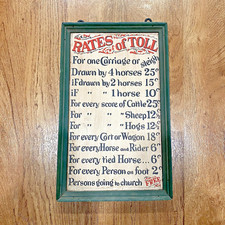 RATES of TOLL
For one Carriage or sleigh
Drawn by 4 horses 25¢
if Fdrawn by 2 horses 15¢
iF " " 1 horse 10¢
For every score of Cattle 25¢
For " " " Sheep 12½
For " " " Hogs 12½
For every Cart or Wagon 18¢
For every Horse and Rider 6¢
For every tied Horse... 6¢
For every Person on foot 2¢
Persons going to church FREE